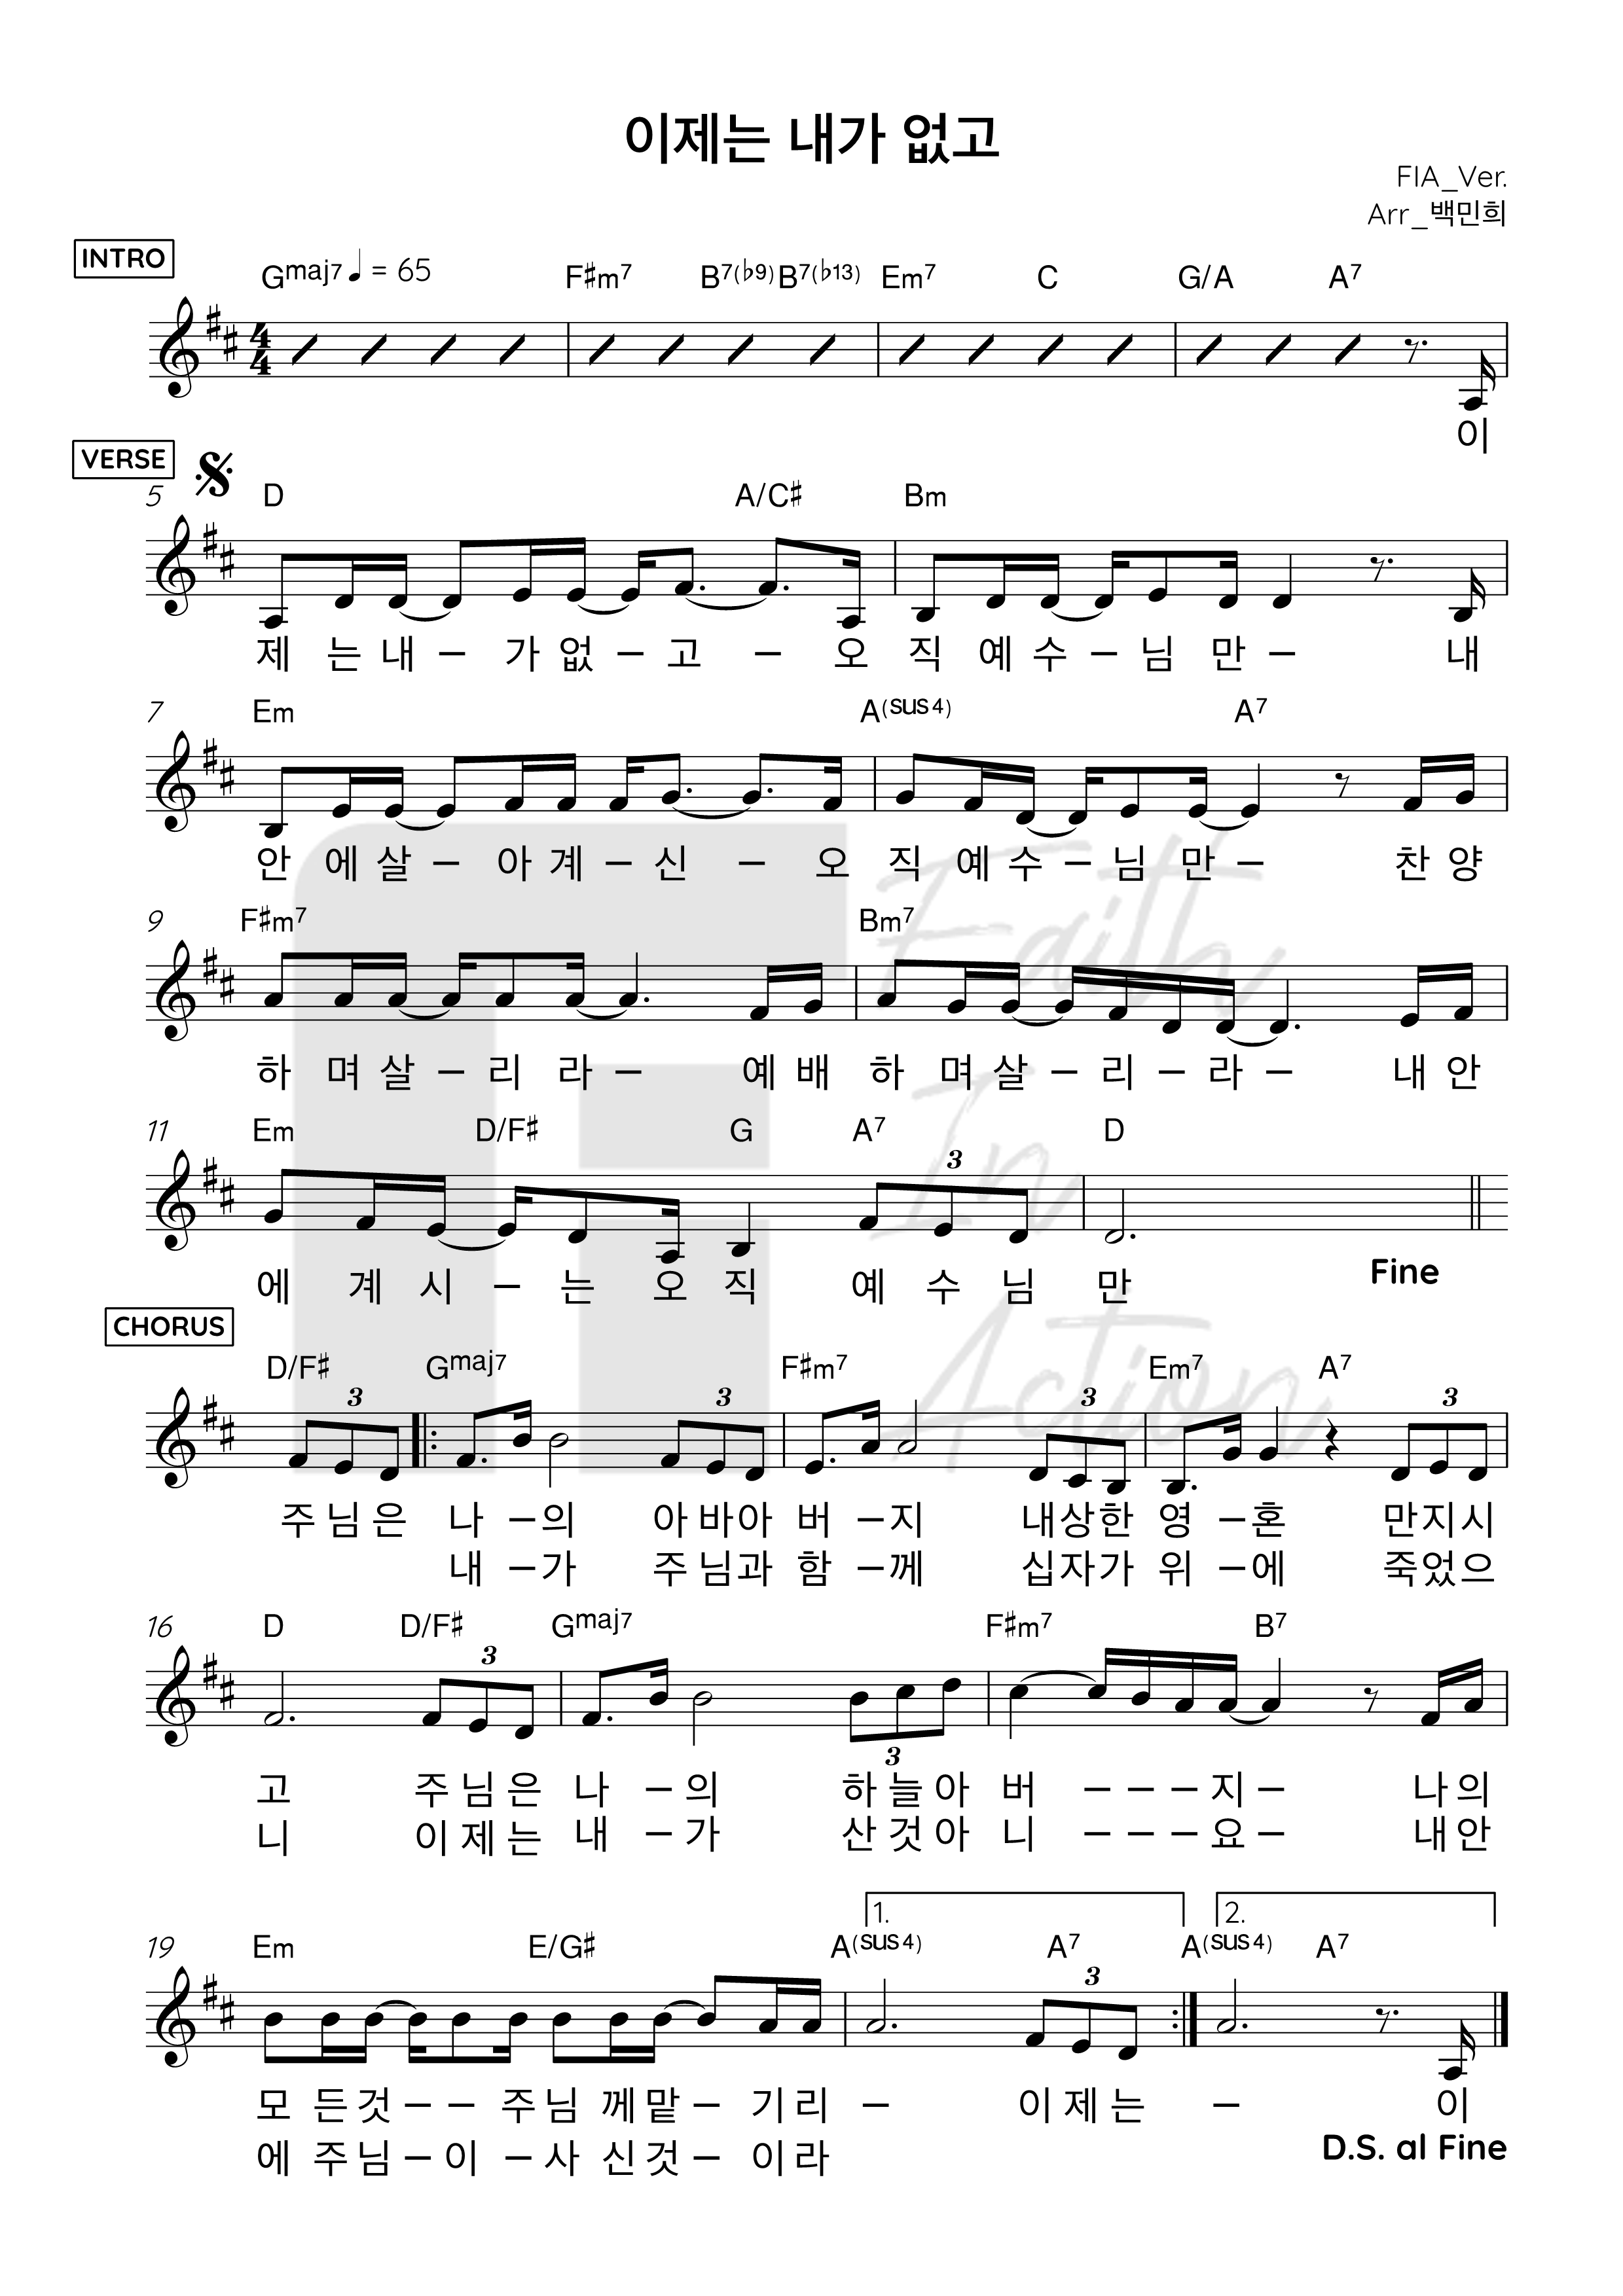 이제는 내가 없고
FIA_Ver.
Arr_백민희
INTRO
Gmaj7 ♩ = 65 F♯m7 B7(♭9) B7(♭13) Em7 C G/A A7
4/4
이
VERSE
5 D A/C♯ Bm
제 는 내 – 가 없 – 고 – 오 직 예 수 – 님 만 – 내
7 Em A(sus4) A7
안 에 살 – 아 계 – 신 – 오 직 예 수 – 님 만 – 찬 양
9 F♯m7 Bm7
하 며 살 – 리 라 – 예 배 하 며 살 – 리 – 라 – 내 안
11 Em D/F♯ G A7 D
3
에 계 시 – 는 오 직 예 수 님 만
Fine
CHORUS
D/F♯ Gmaj7 F♯m7 Em7 A7
3 3 3 3
주 님 은 나 – 의 아 바 아 버 – 지 내 상 한 영 – 혼 만 지 시
내 – 가 주 님 과 함 – 께 십 자 가 위 – 에 죽 었 으
16 D D/F♯ Gmaj7 F♯m7 B7
3 3
고 주 님 은 나 – 의 하 늘 아 버 – – – 지 – 나 의
니 이 제 는 내 – 가 산 것 아 니 – – – 요 – 내 안
1. 2.
19 Em E/G♯ A(sus4) A7 A(sus4) A7
3
모 든 것 – – 주 님 께 맡 – 기 리 – 이 제 는 – 이
에 주 님 – 이 – 사 신 것 – 이 라
D.S. al Fine
Faith
In
Action